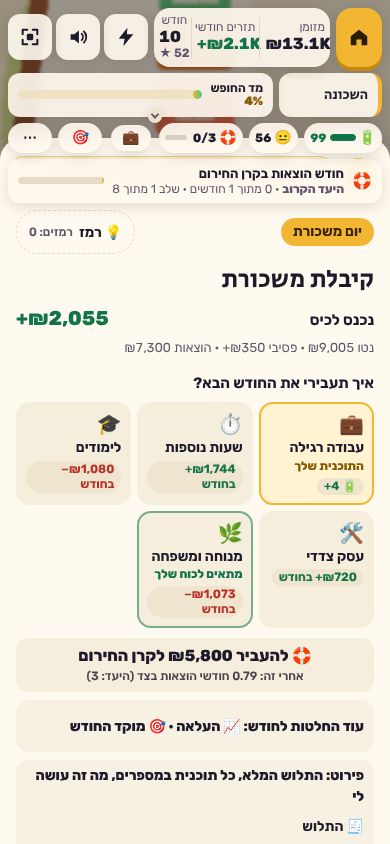 מזומן
₪13.1K
תזרים חודשי
+₪2.1K
חודש
10
★ 52
השכונה
מד החופש
4%
99
56
0/3
...
חודש הוצאות בקרן החירום
היעד הקרוב • 0 מתוך 1 חודשים • שלב 1 מתוך 8
יום משכורת
רמז רמזים: 0
קיבלת משכורת
נכנס לכיס
+₪2,055
נטו ₪9,005 • פסיבי +₪350 • הוצאות ₪7,300
איך תעבירי את החודש הבא?
עבודה רגילה
התוכנית שלך
+4
שעות נוספות
+₪1,744
בחודש
לימודים
−₪1,080
בחודש
עסק צדדי
+₪720 בחודש
מנוחה ומשפחה
מתאים לכוח שלך
−₪1,073
בחודש
להעביר ₪5,800 לקרן החירום
אחרי זה: 0.79 חודשי הוצאות בצד (היעד: 3)
עוד החלטות לחודש: העלאה • מוקד החודש
פירוט: התלוש המלא, כל תוכנית במספרים, מה זה עושה
לי
התלוש